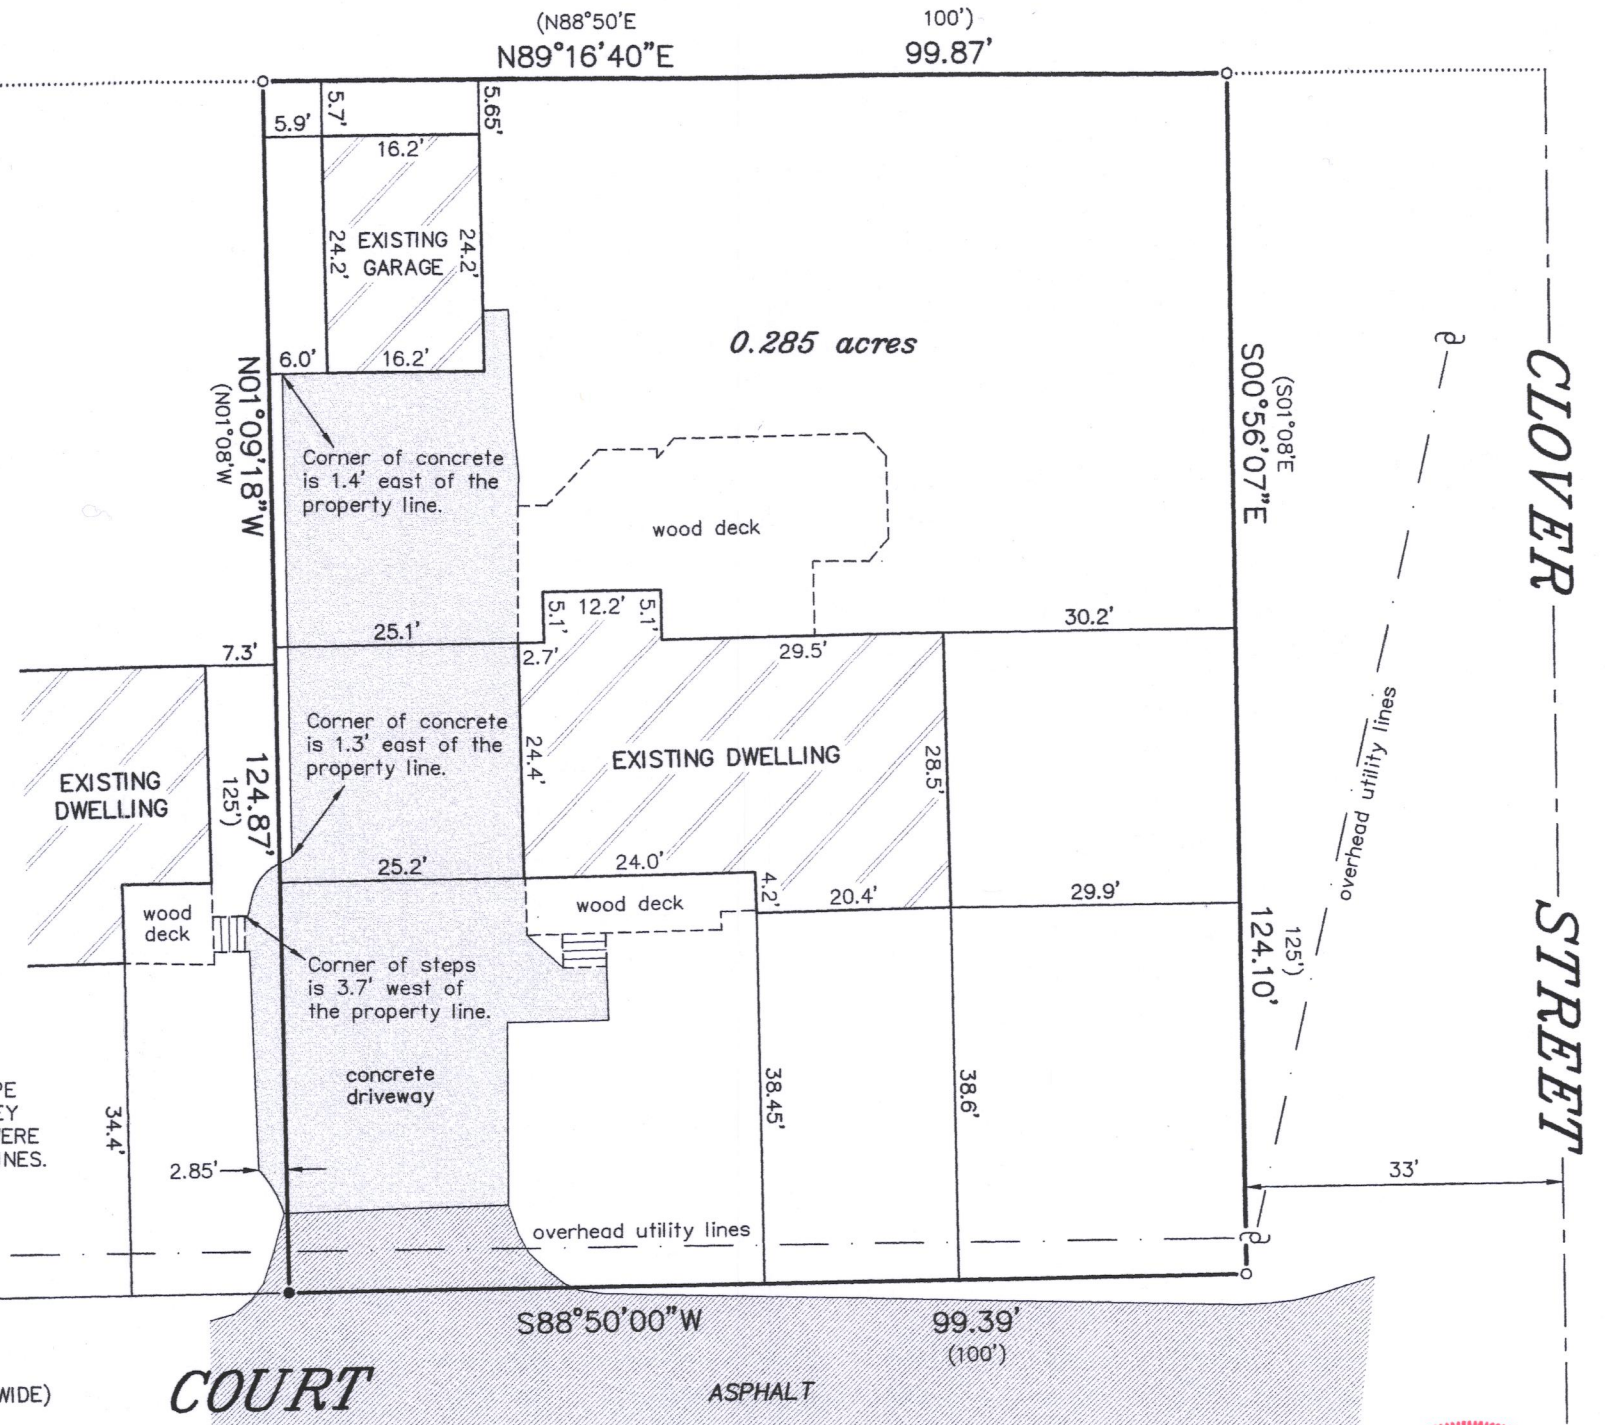 (N88°50'E 100')
N89°16'40"E 99.87'
5.7'
5.65'
5.9'
16.2'
24.2'
EXISTING
GARAGE
24.2'
6.0'
16.2'
0.285 acres
N01°09'18"W
(N01°08'W
S00°56'07"E
(S01°08'E
CLOVER STREET
Corner of concrete
is 1.4' east of the
property line.
wood deck
5.1'
12.2'
5.1'
25.1'
30.2'
7.3'
2.7'
29.5'
Corner of concrete
is 1.3' east of the
property line.
24.4'
EXISTING DWELLING
28.5'
overhead utility lines
EXISTING
DWELLING
124.87'
125')
25.2'
24.0'
4.2'
20.4'
29.9'
wood
deck
wood deck
124.10'
125')
Corner of steps
is 3.7' west of
the property line.
concrete
driveway
34.4'
38.45'
38.6'
PE
EY
ERE
INES.
2.85'
33'
overhead utility lines
S88°50'00"W 99.39'
(100')
WIDE)
COURT
ASPHALT